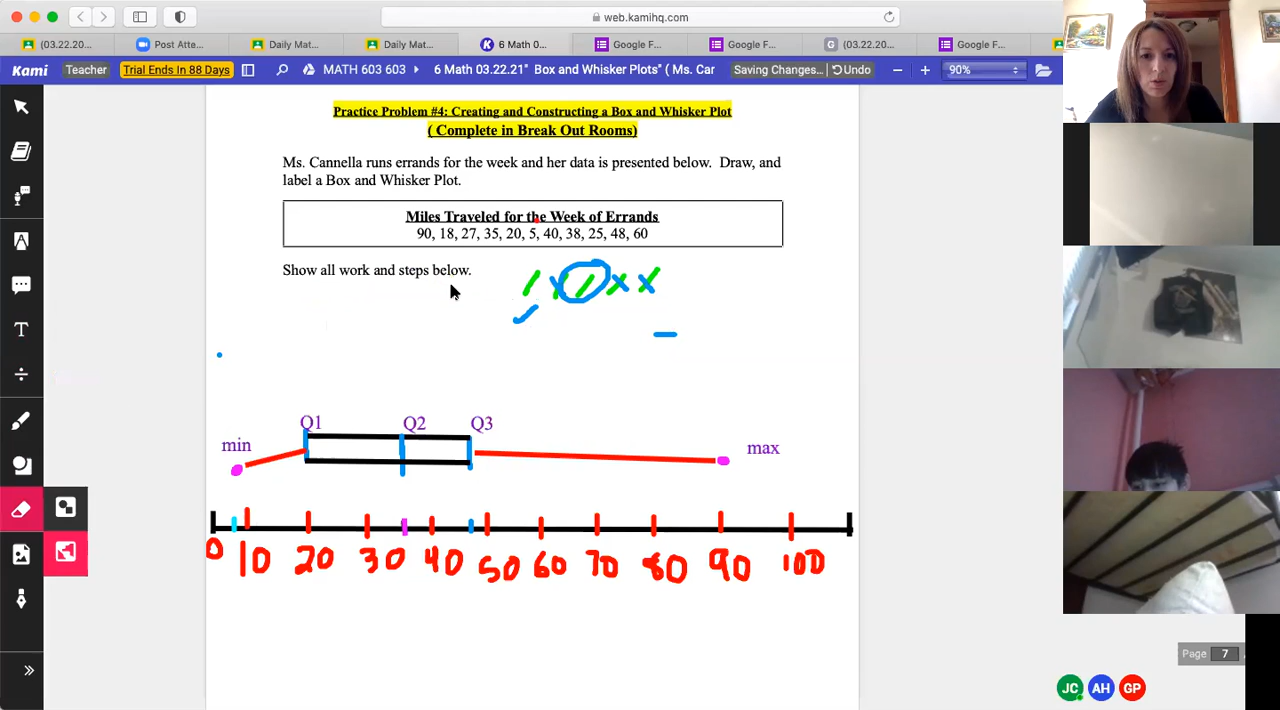 web.kamihq.com
(03.22.20...
Post Atte...
Daily Mat...
Daily Mat...
6 Math 0...
Google F...
Google F...
(03.22.20...
Google F...
Kami
Teacher
Trial Ends In 88 Days
MATH 603 603
6 Math 03.22.21" Box and Whisker Plots" ( Ms. Car
Saving Changes...
Undo
90%
Practice Problem #4: Creating and Constructing a Box and Whisker Plot
( Complete in Break Out Rooms)
Ms. Cannella runs errands for the week and her data is presented below. Draw, and
label a Box and Whisker Plot.
Miles Traveled for the Week of Errands
90, 18, 27, 35, 20, 5, 40, 38, 25, 48, 60
Show all work and steps below.
Q1 Q2 Q3
min max
0 10 20 30 40 50 60 70 80 90 100
Page 7
JC AH GP